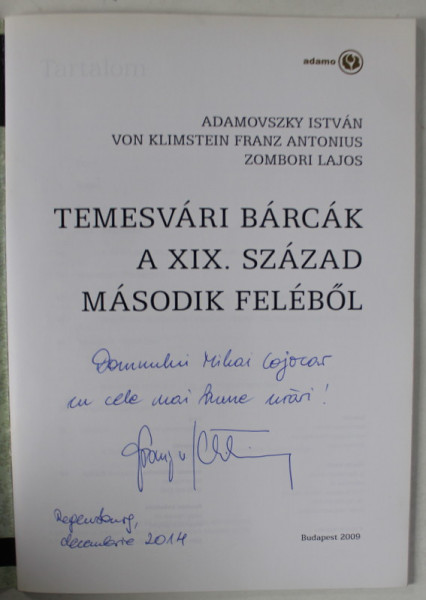 adamo
ADAMOVSZKY ISTVÁN
VON KLIMSTEIN FRANZ ANTONIUS
ZOMBORI LAJOS
TEMESVÁRI BÁRCÁK
A XIX. SZÁZAD
MÁSODIK FELÉBŐL
Domnului Mihai Cojocar
cu cele mai bune urări!
Regensburg,
decembrie 2014
Budapest 2009
Tartalom